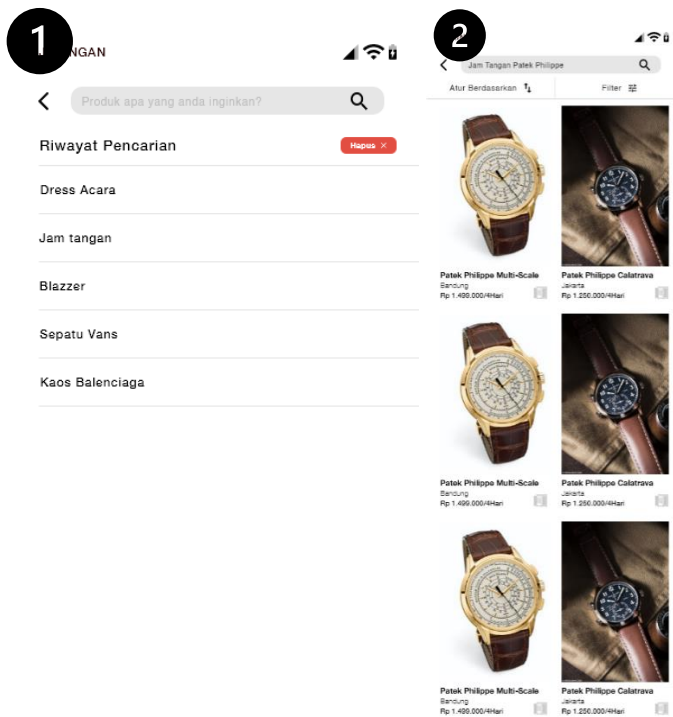 1
NGAN
Produk apa yang anda inginkan?
Riwayat Pencarian
Hapus ×
Dress Acara
Jam tangan
Blazzer
Sepatu Vans
Kaos Balenciaga
2
Jam Tangan Patek Philippe
Atur Berdasarkan
Filter
Patek Philippe Multi-Scale
Bandung
Rp 1.499.000/4Hari
Patek Philippe Calatrava
Jakarta
Rp 1.250.000/4Hari
Patek Philippe Multi-Scale
Bandung
Rp 1.499.000/4Hari
Patek Philippe Calatrava
Jakarta
Rp 1.250.000/4Hari
Patek Philippe Multi-Scale
Bandung
Rp 1.499.000/4Hari
Patek Philippe Calatrava
Jakarta
Rp 1.250.000/4Hari